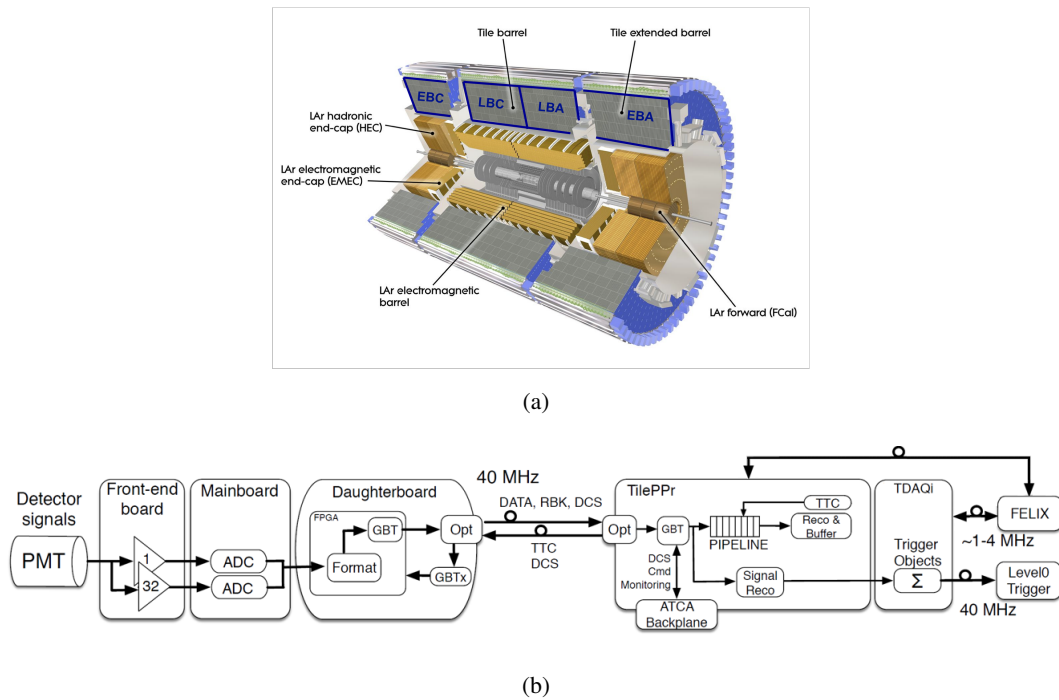 Tile barrel
Tile extended barrel
EBC
LBC
LBA
EBA
LAr hadronic
end-cap (HEC)
LAr electromagnetic
end-cap (EMEC)
LAr electromagnetic
barrel
LAr forward (FCal)
(a)
Detector
signals
PMT
Front-end
board
1
32
Mainboard
ADC
ADC
Daughterboard
FPGA
GBT
Format
Opt
GBTx
40 MHz
DATA, RBK, DCS
TTC
DCS
TilePPr
Opt
GBT
PIPELINE
TTC
Reco &
Buffer
DCS
Cmd
Monitoring
Signal
Reco
ATCA
Backplane
TDAQi
Trigger
Objects
Σ
FELIX
~1-4 MHz
Level0
Trigger
40 MHz
(b)